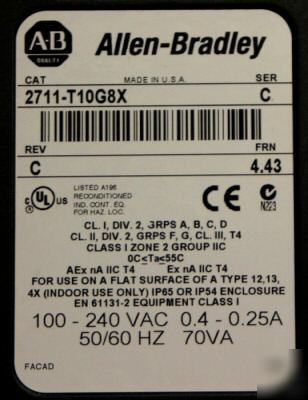 A-B
QUALITY
Allen-Bradley
CAT MADE IN U.S.A. SER
2711-T10G8X C
REV FRN
C 4.43
LISTED A196
RECONDITIONED
IND.CONT.EQ.
FOR HAZ. LOC.
C UL US
CE
N223
CL. I, DIV. 2, GRPS A, B, C, D
CL. II, DIV. 2, GRPS F, G, CL. III, T4
CLASS I ZONE 2 GROUP IIC
0C≤Ta≤55C
AEx nA IIC T4 Ex nA IIC T4
FOR USE ON A FLAT SURFACE OF A TYPE 12,13,
4X (INDOOR USE ONLY) IP65 OR IP54 ENCLOSURE
EN 61131-2 EQUIPMENT CLASS I
100 - 240 VAC 0.4 - 0.25A
50/60 HZ 70VA
FACAD